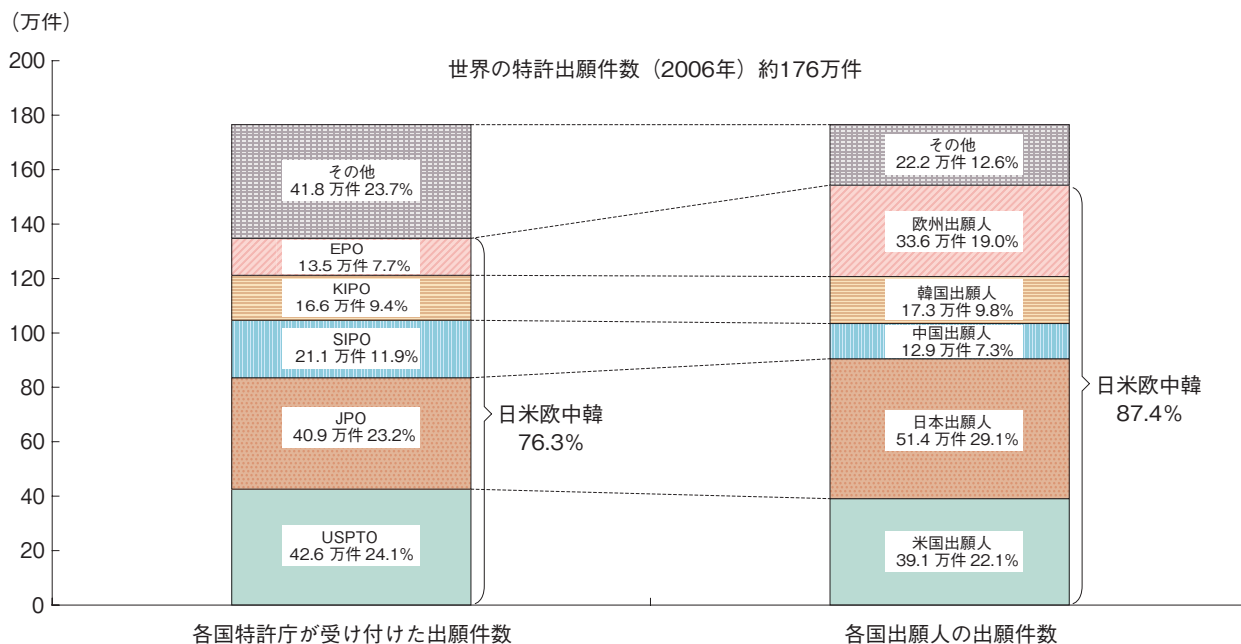 （万件）
世界の特許出願件数（2006年）約176万件
200
180
160
140
120
100
80
60
40
20
0
その他
41.8 万件 23.7%
EPO
13.5 万件 7.7%
KIPO
16.6 万件 9.4%
SIPO
21.1 万件 11.9%
JPO
40.9 万件 23.2%
USPTO
42.6 万件 24.1%
日米欧中韓
76.3%
その他
22.2 万件 12.6%
欧州出願人
33.6 万件 19.0%
韓国出願人
17.3 万件 9.8%
中国出願人
12.9 万件 7.3%
日本出願人
51.4 万件 29.1%
米国出願人
39.1 万件 22.1%
日米欧中韓
87.4%
各国特許庁が受け付けた出願件数
各国出願人の出願件数